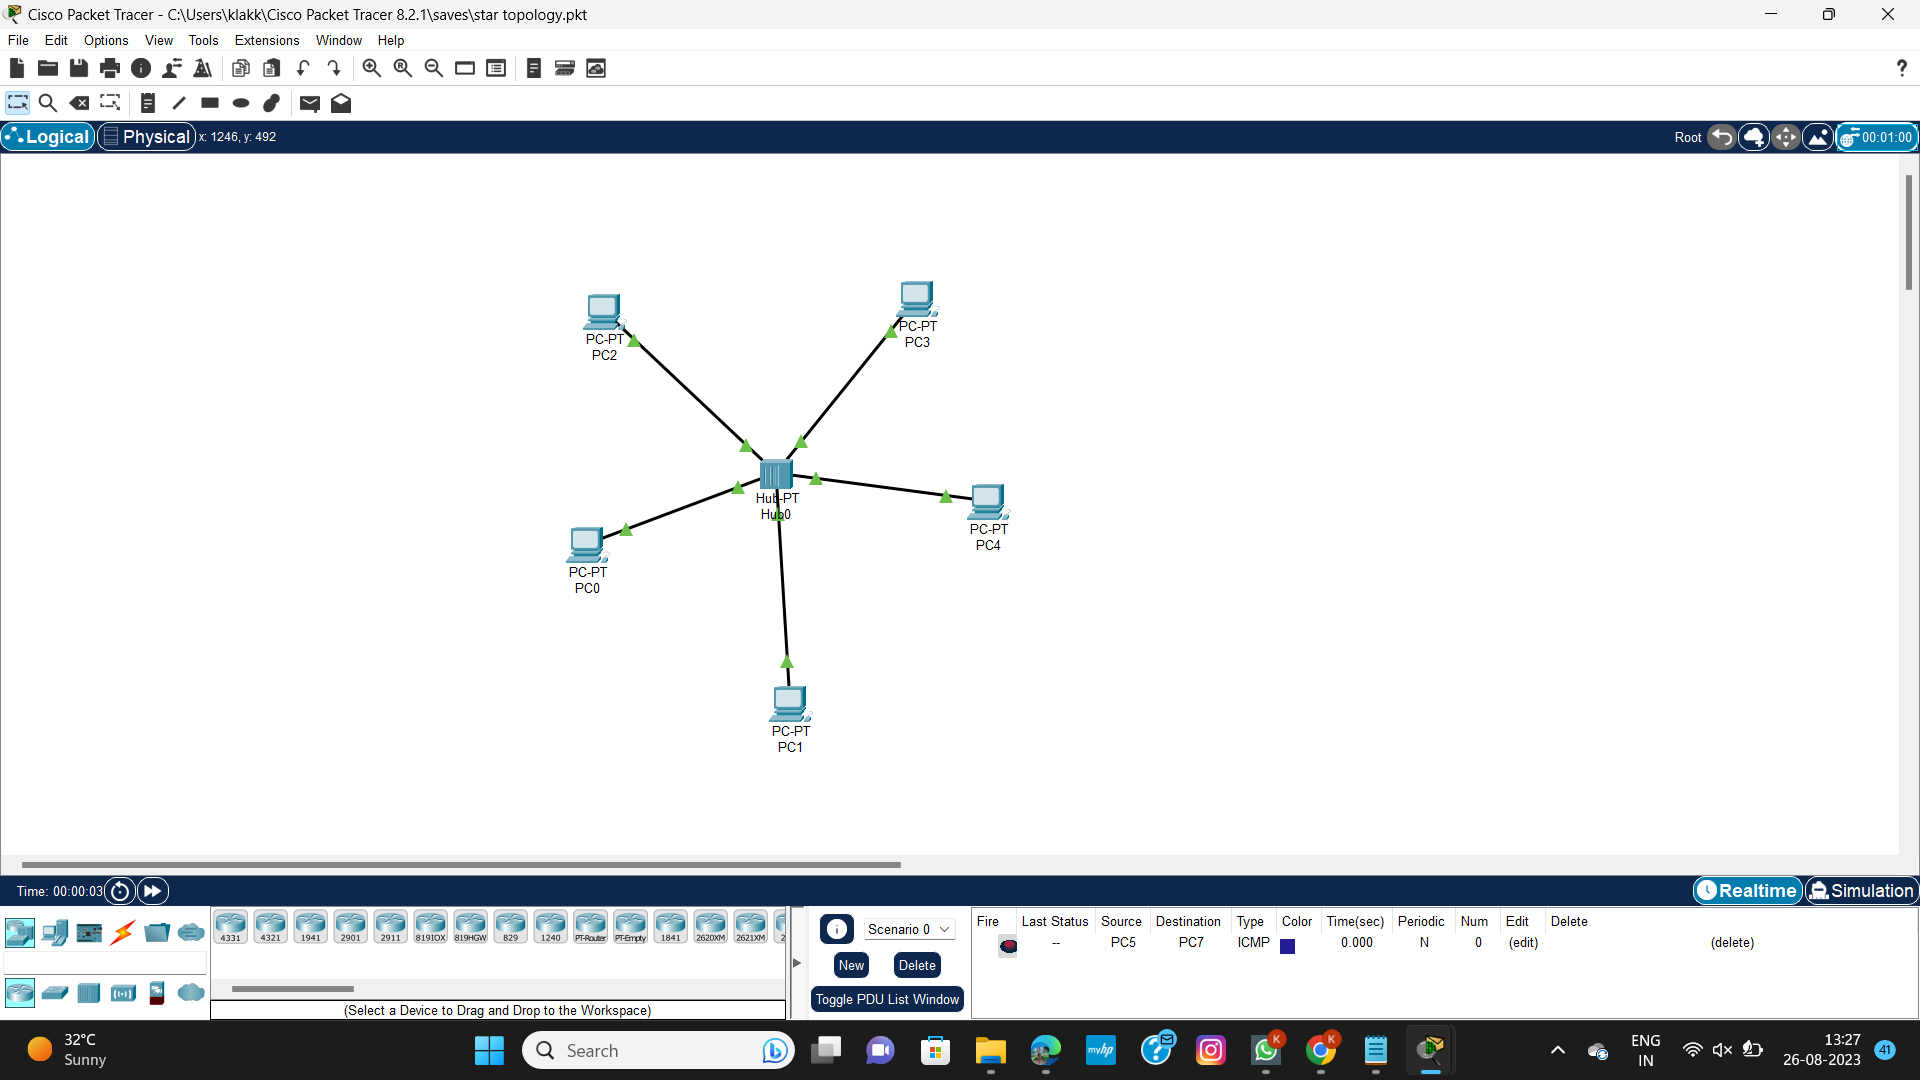 Cisco Packet Tracer - C:\Users\klakk\Cisco Packet Tracer 8.2.1\saves\star topology.pkt
File Edit Options View Tools Extensions Window Help
?
Logical Physical x: 1246, y: 492 Root 00:01:00
PC-PT
PC2
PC-PT
PC3
Hub-PT
Hub0
PC-PT
PC4
PC-PT
PC0
PC-PT
PC1
Time: 00:00:03 Realtime Simulation
4331 4321 1941 2901 2911 819IOX 819HGW 829 1240 PT-Router PT-Empty 1841 2620XM 2621XM 2
(Select a Device to Drag and Drop to the Workspace)
Scenario 0
New Delete
Toggle PDU List Window
Fire Last Status Source Destination Type Color Time(sec) Periodic Num Edit Delete
-- PC5 PC7 ICMP 0.000 N 0 (edit) (delete)
32°C
Sunny
Search
myhp
K
K
ENG
IN
13:27
26-08-2023
41